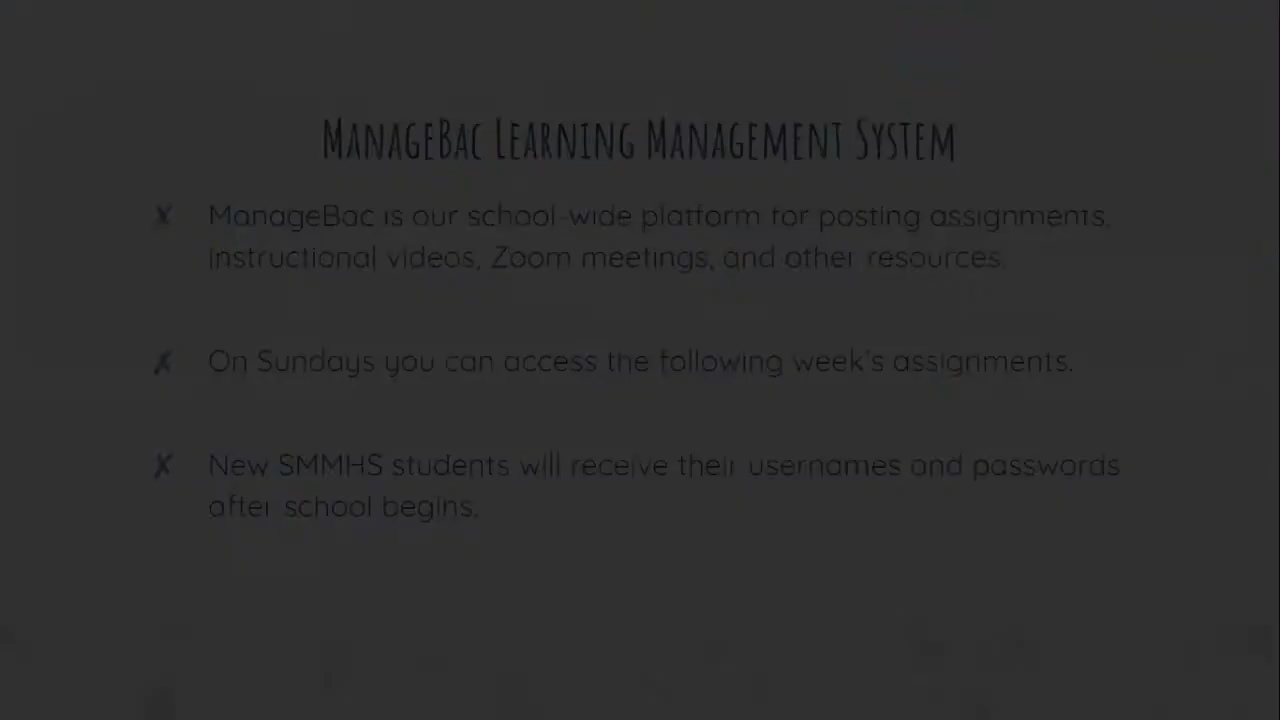 ManageBac Learning Management System
✗ ManageBac is our school-wide platform for posting assignments,
instructional videos, Zoom meetings, and other resources.
✗ On Sundays you can access the following week's assignments.
✗ New SMMHS students will receive their usernames and passwords
after school begins.